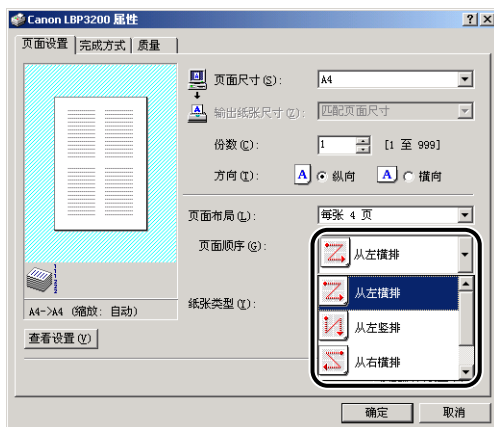 Canon LBP3200 属性
页面设置 完成方式 质量
页面尺寸(S): A4
输出纸张尺寸(Z): 匹配页面尺寸
份数(C): 1 [1 至 999]
方向(T): A 纵向 A 横向
页面布局(L): 每张 4 页
页面顺序(G): 从左横排
从左横排
从左竖排
从右横排
纸张类型(Y):
A4->A4 (缩放: 自动)
查看设置(V)
确定 取消